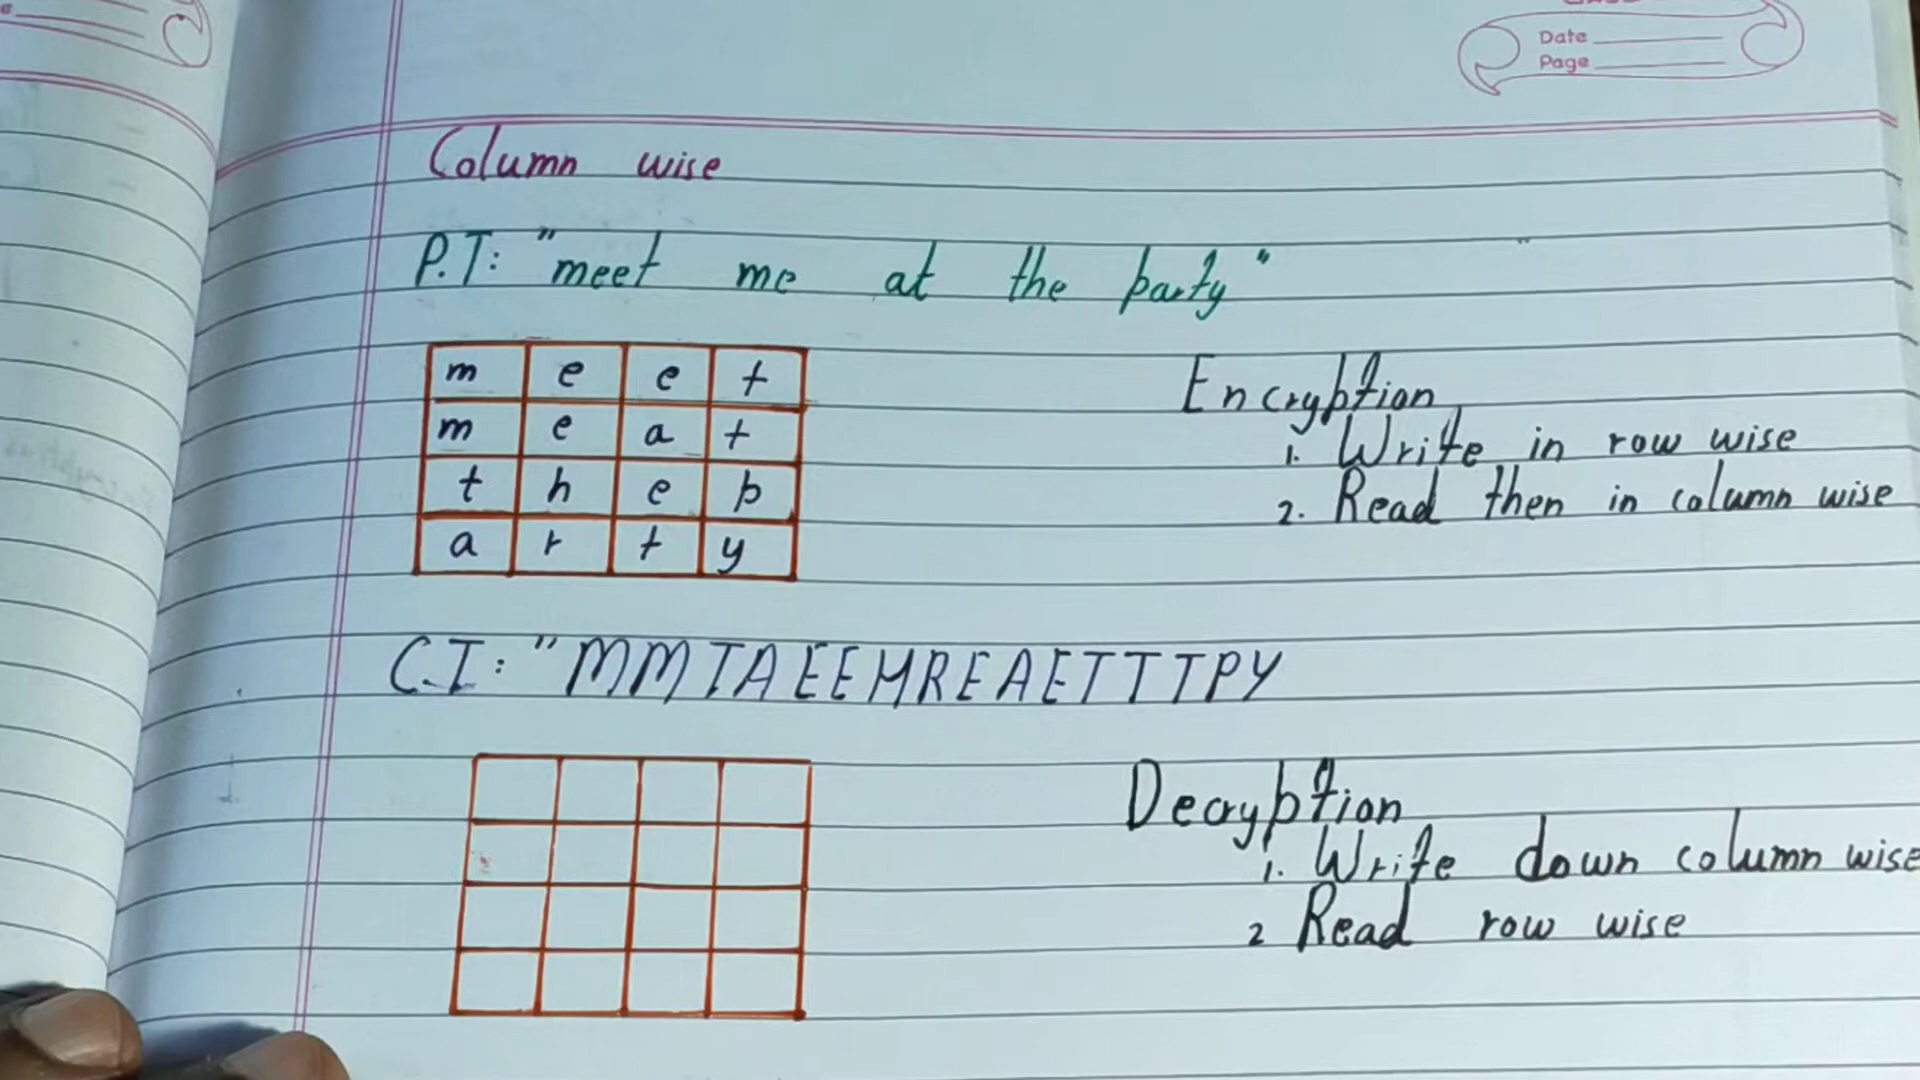 Date
Page
Column wise
P.T: "meet me at the party"
m e e t
m e a t
t h e p
a r t y
Encryption
1. Write in row wise
2. Read then in column wise
C.T: "MMTAEEHREAETTTPY
Decryption
1. Write down column wise
2 Read row wise